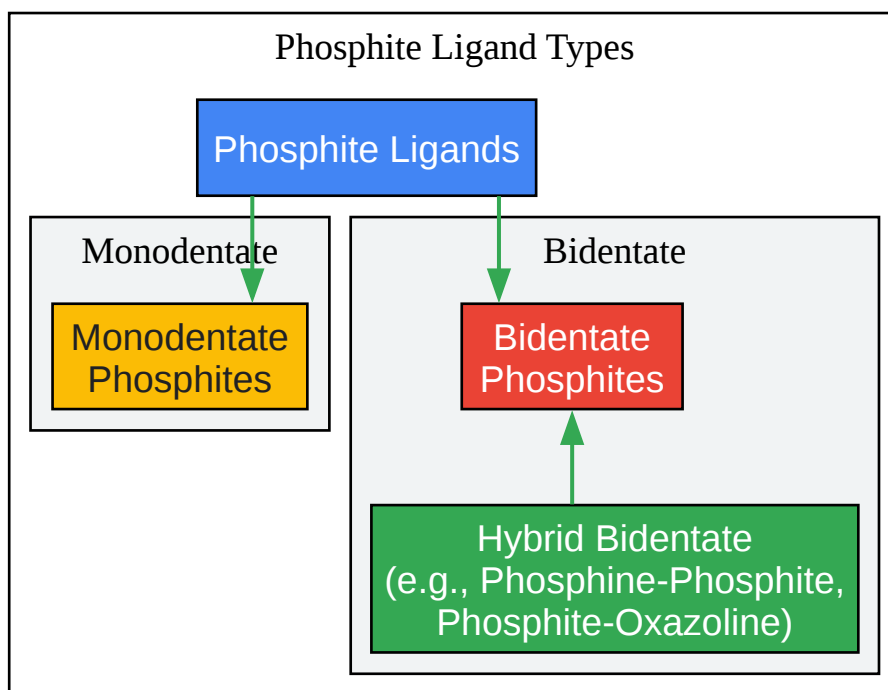 Phosphite Ligand Types
Phosphite Ligands
Monodentate
Bidentate
Monodentate
Phosphites
Bidentate
Phosphites
Hybrid Bidentate
(e.g., Phosphine-Phosphite,
Phosphite-Oxazoline)